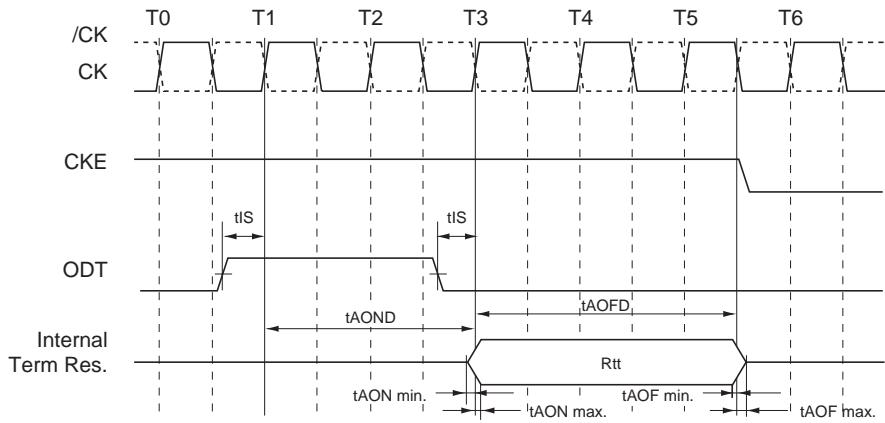 T0 T1 T2 T3 T4 T5 T6
/CK
CK
CKE
tIS tIS
ODT
tAOND tAOFD
Internal
Term Res.
Rtt
tAON min. tAOF min.
tAON max. tAOF max.